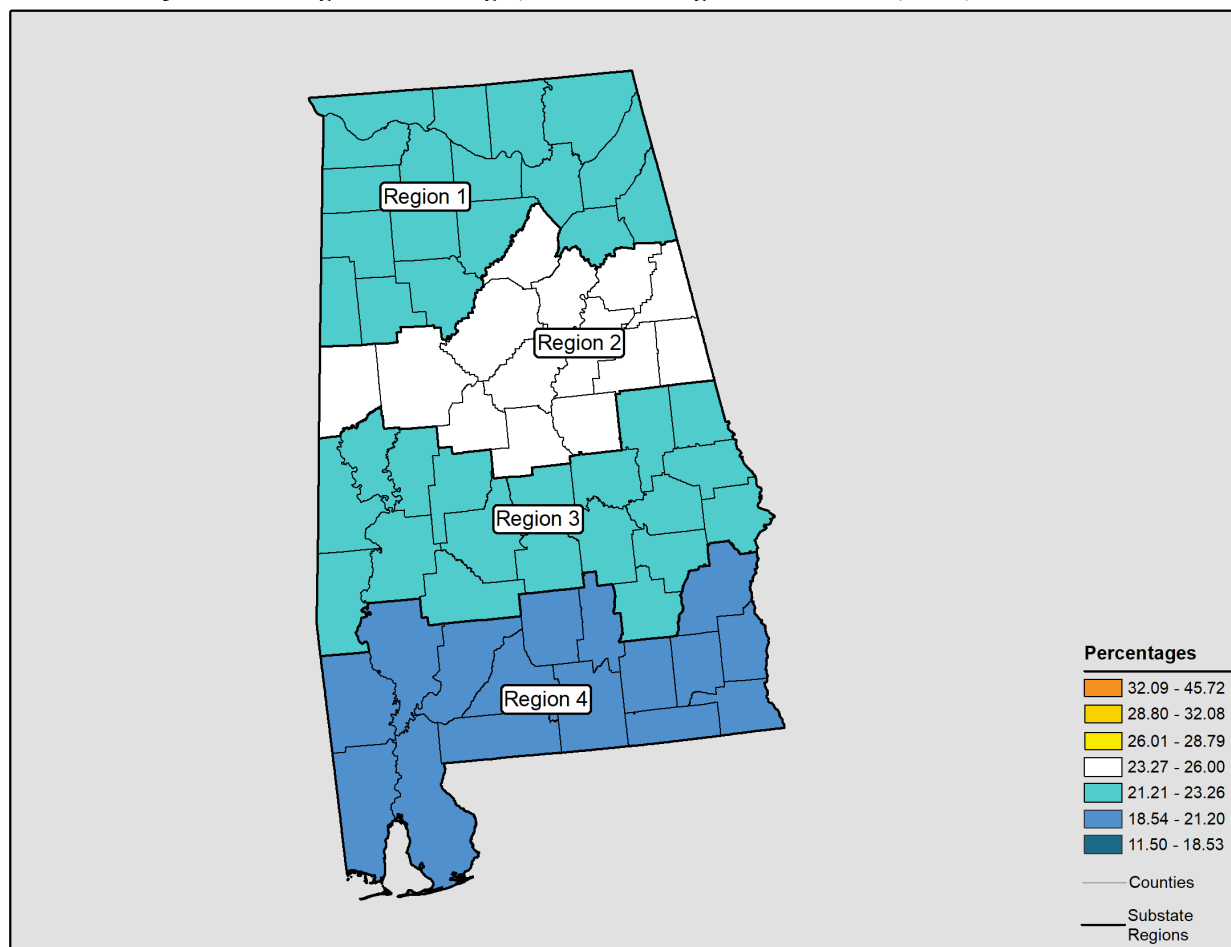 Region 1
Region 2
Region 3
Region 4
Percentages
32.09 - 45.72
28.80 - 32.08
26.01 - 28.79
23.27 - 26.00
21.21 - 23.26
18.54 - 21.20
11.50 - 18.53
Counties
Substate
Regions